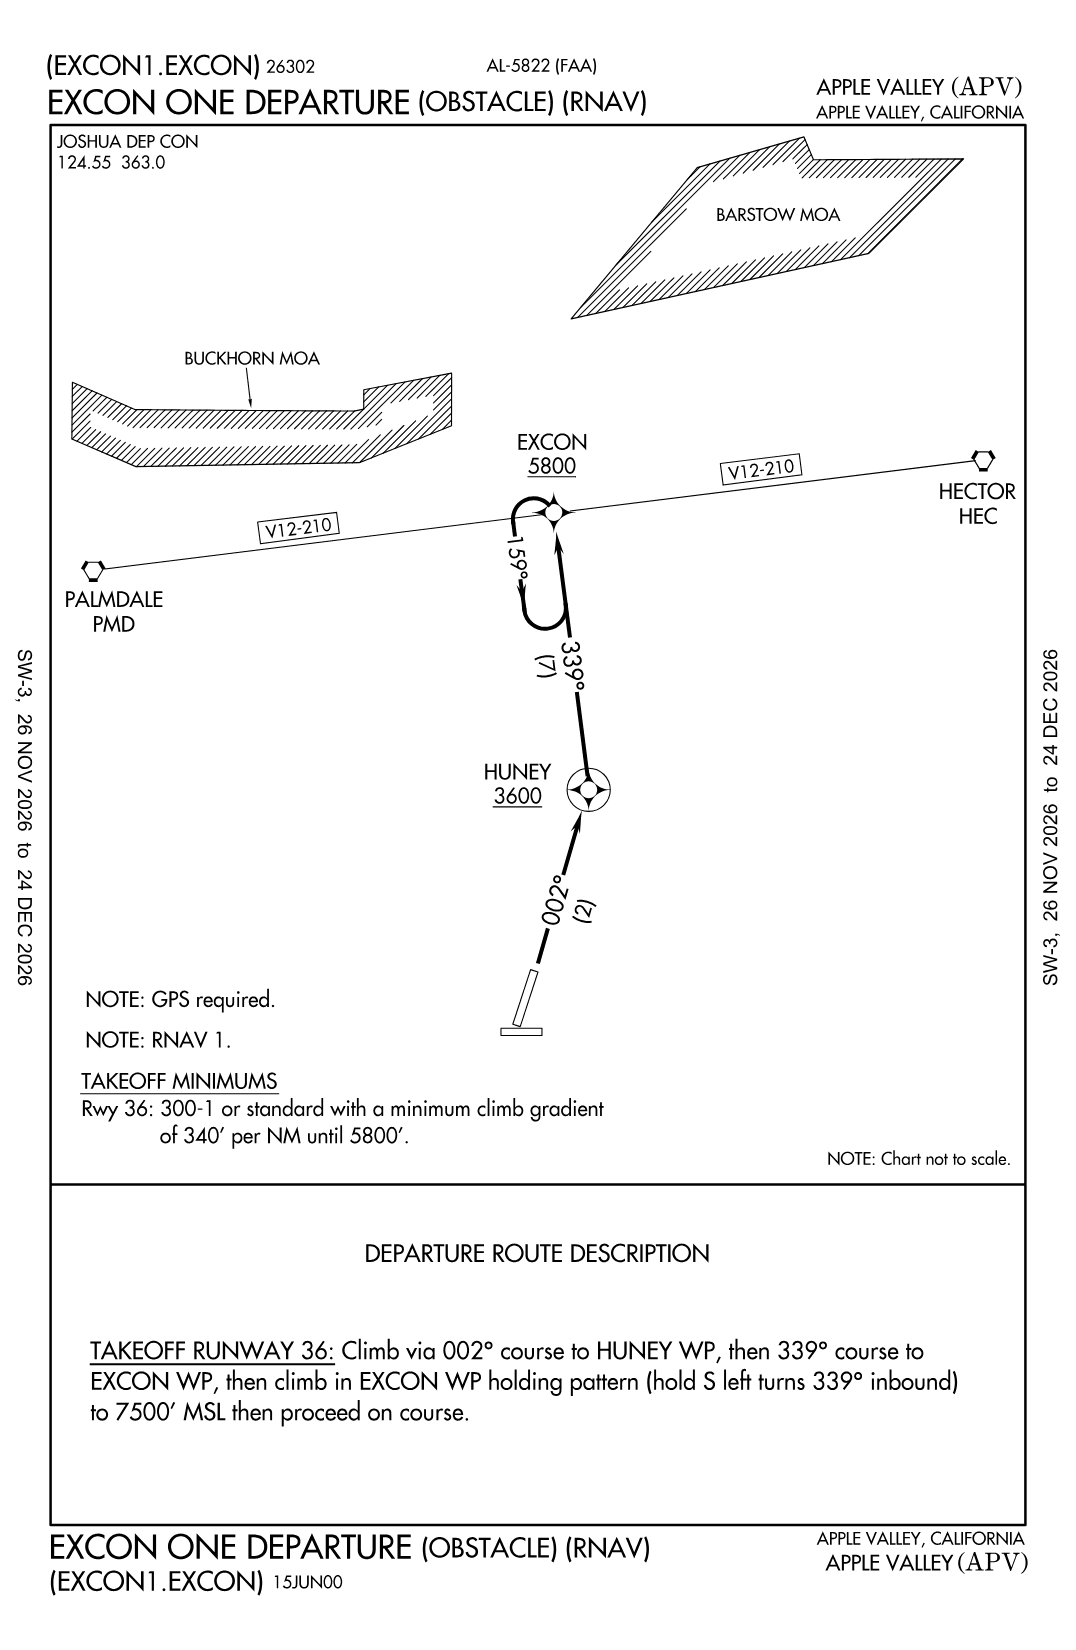 (EXCON1.EXCON) 26302
AL-5822 (FAA)
EXCON ONE DEPARTURE (OBSTACLE) (RNAV)
APPLE VALLEY (APV)
APPLE VALLEY, CALIFORNIA
JOSHUA DEP CON
124.55 363.0
BARSTOW MOA
BUCKHORN MOA
EXCON
5800
V12-210
HECTOR
HEC
V12-210
159°
PALMDALE
PMD
339°
(7)
HUNEY
3600
002°
(2)
SW-3, 26 NOV 2026 to 24 DEC 2026
SW-3, 26 NOV 2026 to 24 DEC 2026
NOTE: GPS required.
NOTE: RNAV 1.
TAKEOFF MINIMUMS
Rwy 36: 300-1 or standard with a minimum climb gradient
of 340′ per NM until 5800′.
NOTE: Chart not to scale.
DEPARTURE ROUTE DESCRIPTION
TAKEOFF RUNWAY 36: Climb via 002° course to HUNEY WP, then 339° course to
EXCON WP, then climb in EXCON WP holding pattern (hold S left turns 339° inbound)
to 7500′ MSL then proceed on course.
EXCON ONE DEPARTURE (OBSTACLE) (RNAV)
(EXCON1.EXCON) 15JUN00
APPLE VALLEY, CALIFORNIA
APPLE VALLEY (APV)